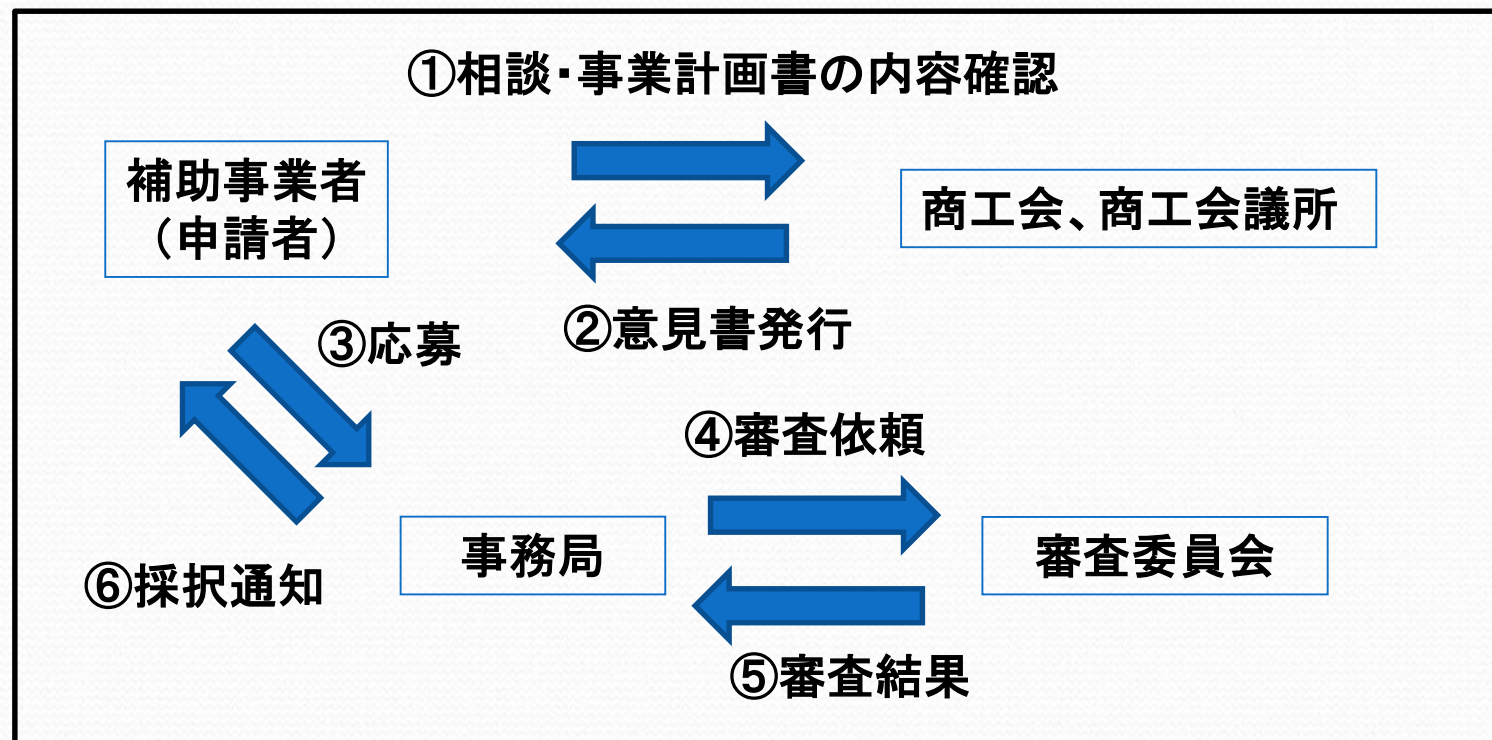 ①相談・事業計画書の内容確認
補助事業者
（申請者）
商工会、商工会議所
②意見書発行
③応募
④審査依頼
事務局
審査委員会
⑥採択通知
⑤審査結果